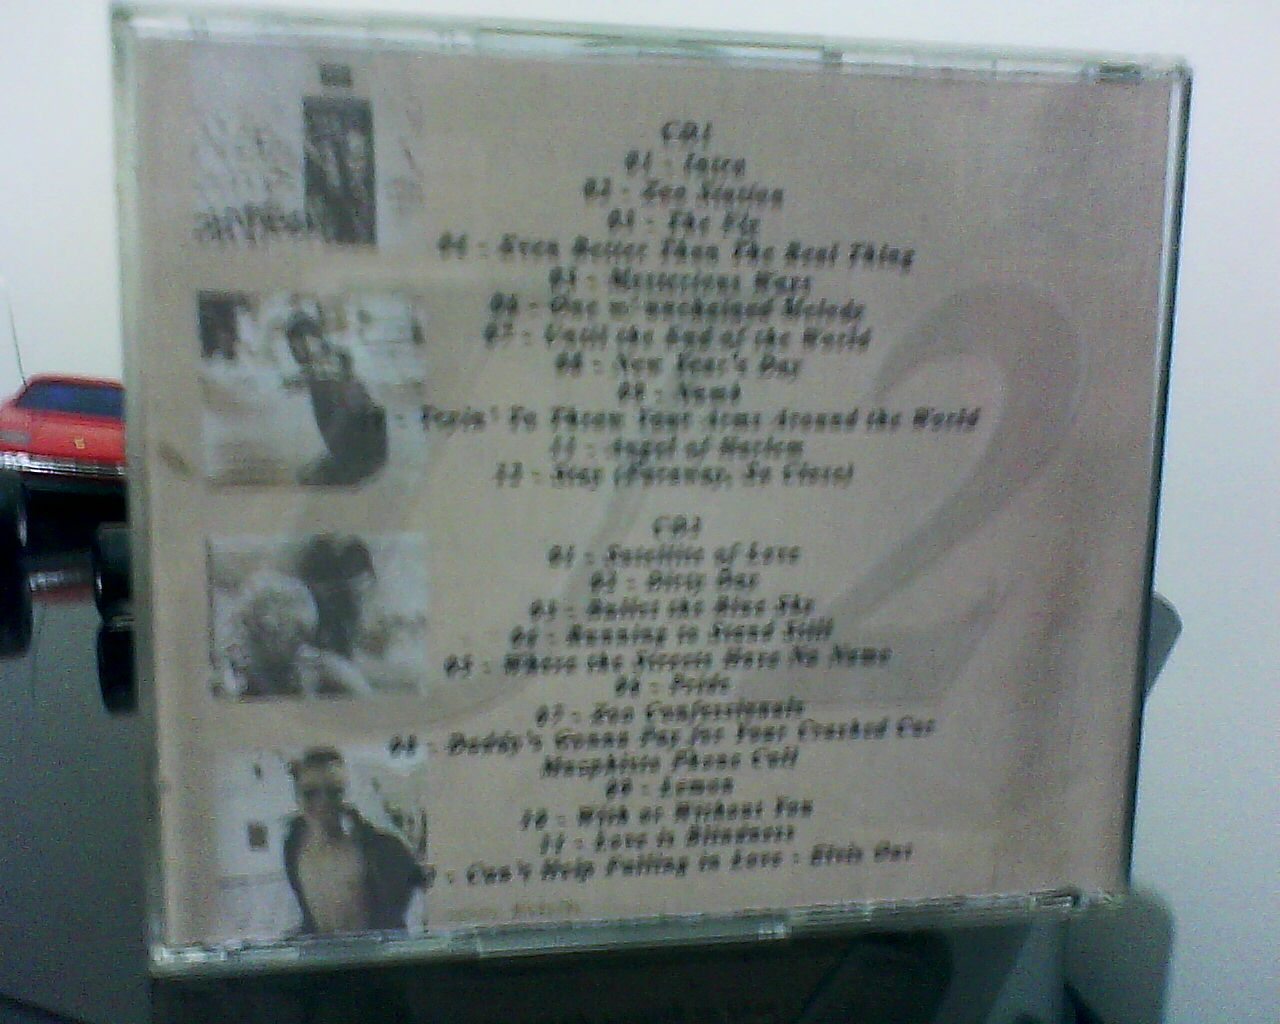 CD1
01 - Intro
02 - Zoo Station
03 - The Fly
04 - Even Better Than The Real Thing
05 - Mysterious Ways
06 - One w/ unchained Melody
07 - Until the End of the World
08 - New Year's Day
09 - Numb
10 - Tryin' To Throw Your Arms Around the World
11 - Angel of Harlem
12 - Stay (Faraway, So Close)
CD2
01 - Satellite of Love
02 - Dirty Day
03 - Bullet the Blue Sky
04 - Running to Stand Still
05 - Where the Streets Have No Name
06 - Pride
07 - Zoo Confessionals
08 - Daddy's Gonna Pay for Your Crashed Car
Macphisto Phone Call
09 - Lemon
10 - With or Without You
11 - Love is Blindness
- Can't Help Falling in Love - Elvis Out